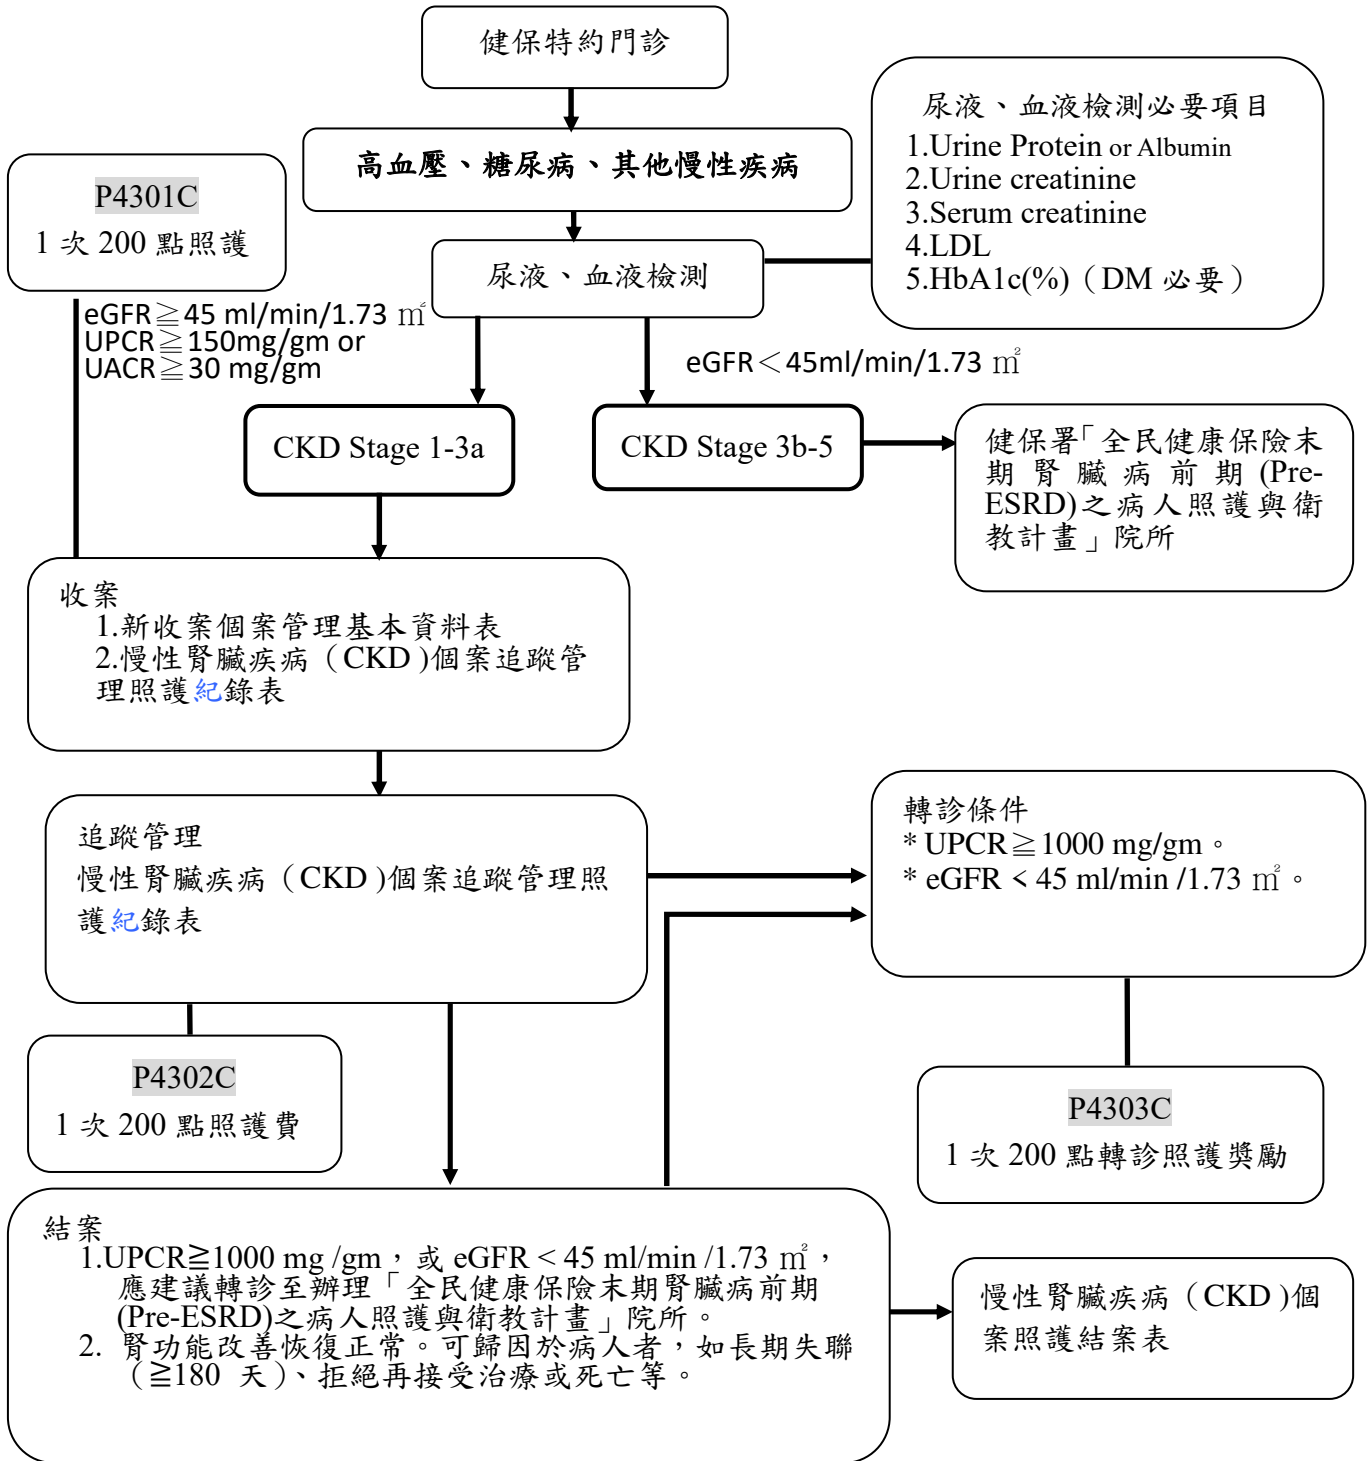 健保特約門診
尿液、血液檢測必要項目
1.Urine Protein or Albumin
2.Urine creatinine
3.Serum creatinine
4.LDL
5.HbA1c(%)（DM 必要）
高血壓、糖尿病、其他慢性疾病
P4301C
1 次 200 點照護
尿液、血液檢測
eGFR≧45 ml/min/1.73 ㎡
UPCR≧150mg/gm or
UACR≧30 mg/gm
eGFR＜45ml/min/1.73 ㎡
CKD Stage 1-3a
CKD Stage 3b-5
健保署「全民健康保險末
期腎臟病前期(Pre-
ESRD)之病人照護與衛
教計畫」院所
收案
1.新收案個案管理基本資料表
2.慢性腎臟疾病（CKD )個案追蹤管
理照護紀錄表
追蹤管理
慢性腎臟疾病（CKD )個案追蹤管理照
護紀錄表
轉診條件
* UPCR≧1000 mg/gm。
* eGFR < 45 ml/min /1.73 ㎡。
P4302C
1 次 200 點照護費
P4303C
1 次 200 點轉診照護獎勵
結案
1.UPCR≧1000 mg /gm，或 eGFR < 45 ml/min /1.73 ㎡，
應建議轉診至辦理「全民健康保險末期腎臟病前期
(Pre-ESRD)之病人照護與衛教計畫」院所。
2. 腎功能改善恢復正常。可歸因於病人者，如長期失聯
（≧180 天）、拒絕再接受治療或死亡等。
慢性腎臟疾病（CKD )個
案照護結案表